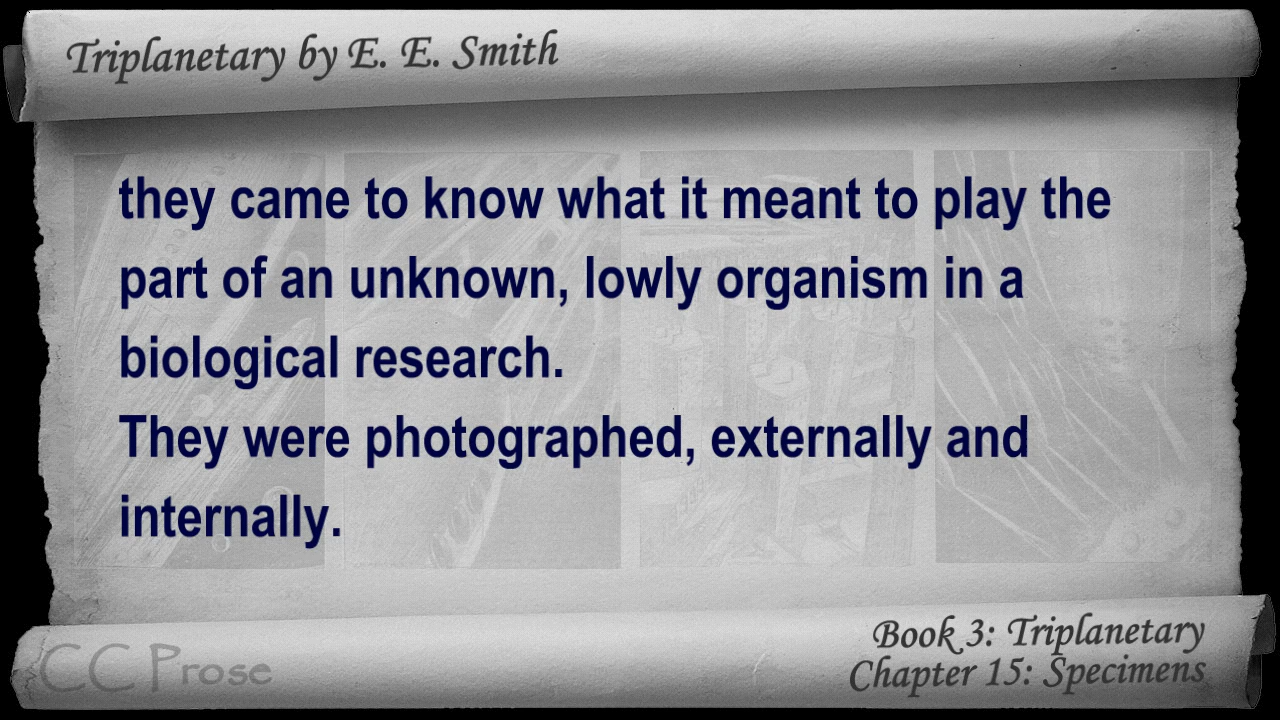 Triplanetary by E. E. Smith
they came to know what it meant to play the
part of an unknown, lowly organism in a
biological research.
They were photographed, externally and
internally.
Book 3: Triplanetary
Chapter 15: Specimens
CC Prose